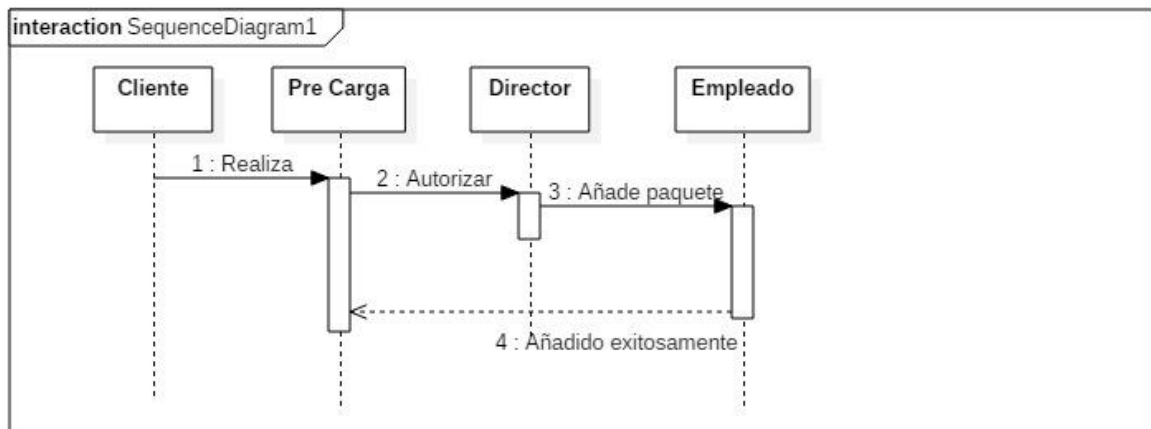 interaction SequenceDiagram1
Cliente
Pre Carga
Director
Empleado
1 : Realiza
2 : Autorizar
3 : Añade paquete
4 : Añadido exitosamente